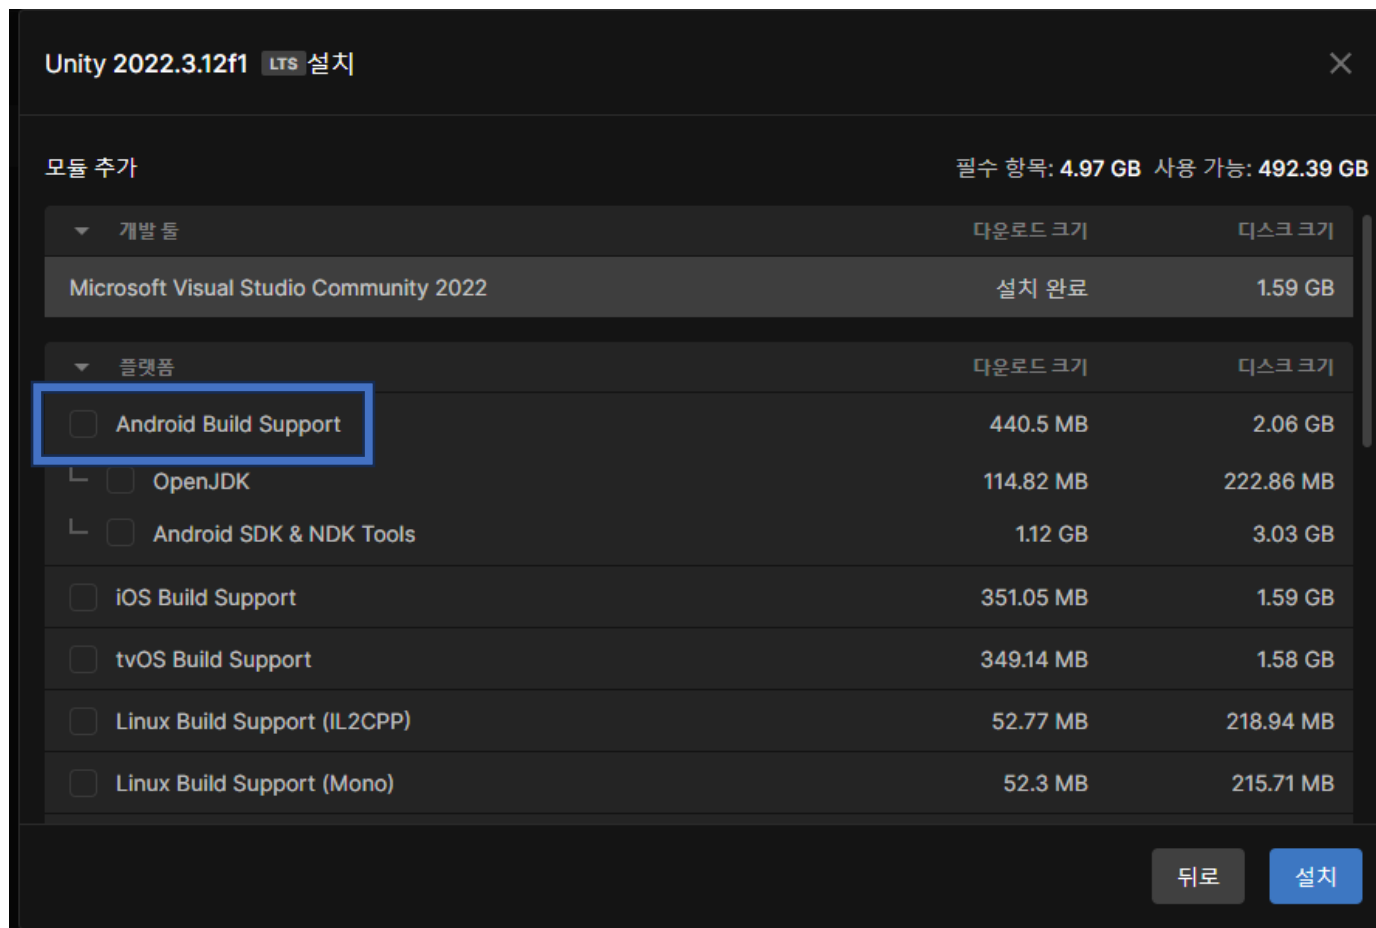 Unity 2022.3.12f1 LTS 설치
모듈 추가 필수 항목: 4.97 GB 사용 가능: 492.39 GB
개발 툴 다운로드 크기 디스크 크기
Microsoft Visual Studio Community 2022 설치 완료 1.59 GB
플랫폼 다운로드 크기 디스크 크기
Android Build Support 440.5 MB 2.06 GB
OpenJDK 114.82 MB 222.86 MB
Android SDK & NDK Tools 1.12 GB 3.03 GB
iOS Build Support 351.05 MB 1.59 GB
tvOS Build Support 349.14 MB 1.58 GB
Linux Build Support (IL2CPP) 52.77 MB 218.94 MB
Linux Build Support (Mono) 52.3 MB 215.71 MB
뒤로 설치